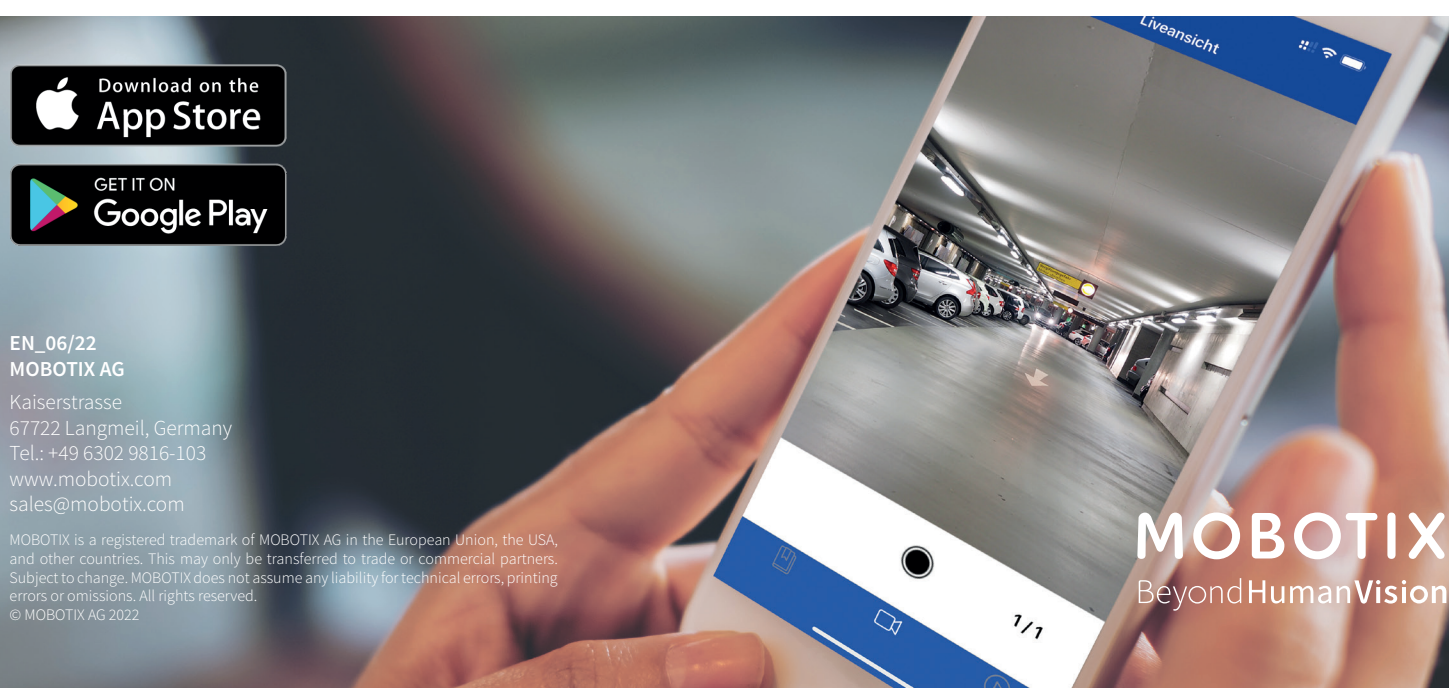 Liveansicht
Download on the
App Store
GET IT ON
Google Play
EN_06/22
MOBOTIX AG
Kaiserstrasse
67722 Langmeil, Germany
Tel.: +49 6302 9816-103
www.mobotix.com
sales@mobotix.com
MOBOTIX is a registered trademark of MOBOTIX AG in the European Union, the USA,
and other countries. This may only be transferred to trade or commercial partners.
Subject to change. MOBOTIX does not assume any liability for technical errors, printing
errors or omissions. All rights reserved.
© MOBOTIX AG 2022
1/1
MOBOTIX
BeyondHumanVision